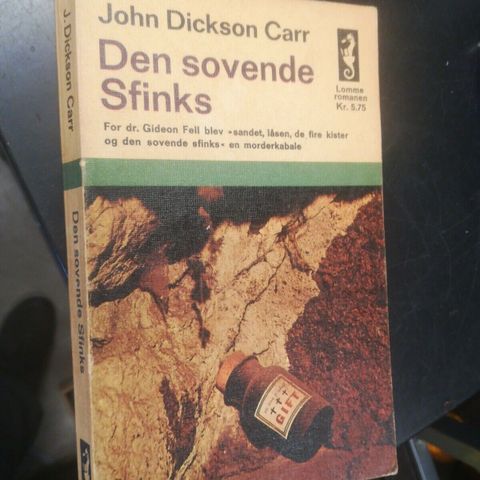 John Dickson Carr
Den sovende
Sfinks
Lomme
romanen
Kr. 5.75
For dr. Gideon Fell blev »sandet, låsen, de fire kister
og den sovende sfinks« en morderkabale
J. Dickson Carr
Den sovende Sfinks
GIFT